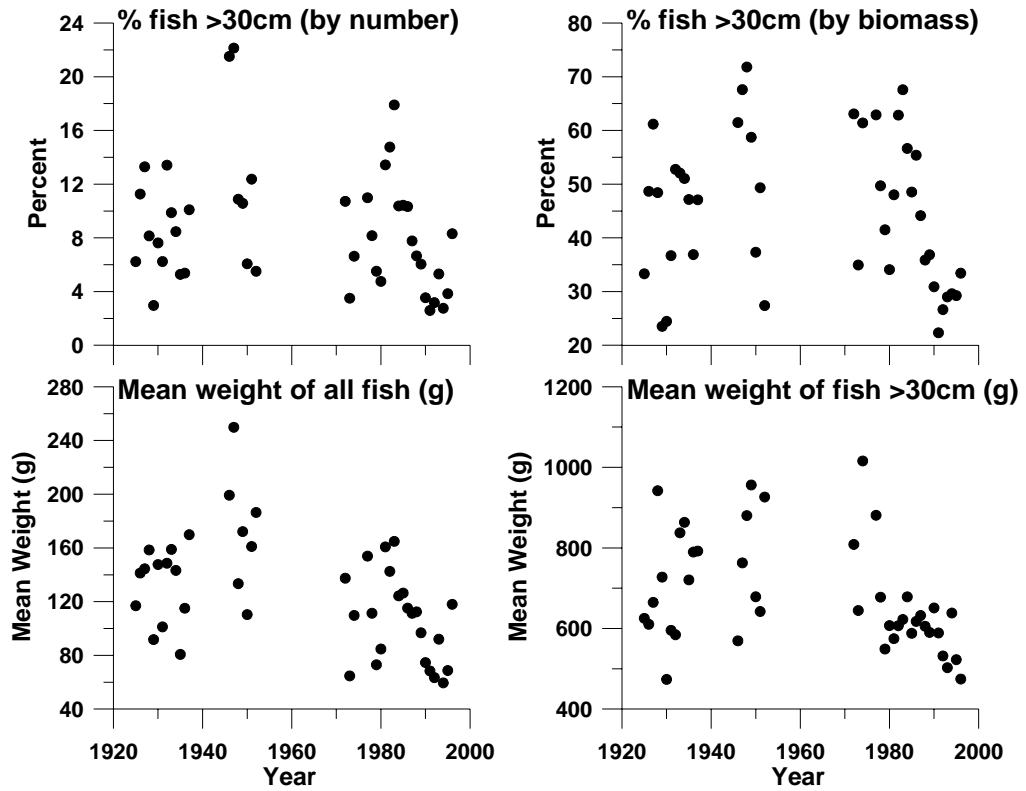 % fish >30cm (by number)
24
20
16
12
8
4
0
Percent
% fish >30cm (by biomass)
80
70
60
50
40
30
20
Percent
Mean weight of all fish (g)
280
240
200
160
120
80
40
Mean Weight (g)
1920 1940 1960 1980 2000
Year
Mean weight of fish >30cm (g)
1200
1000
800
600
400
Mean Weight (g)
1920 1940 1960 1980 2000
Year